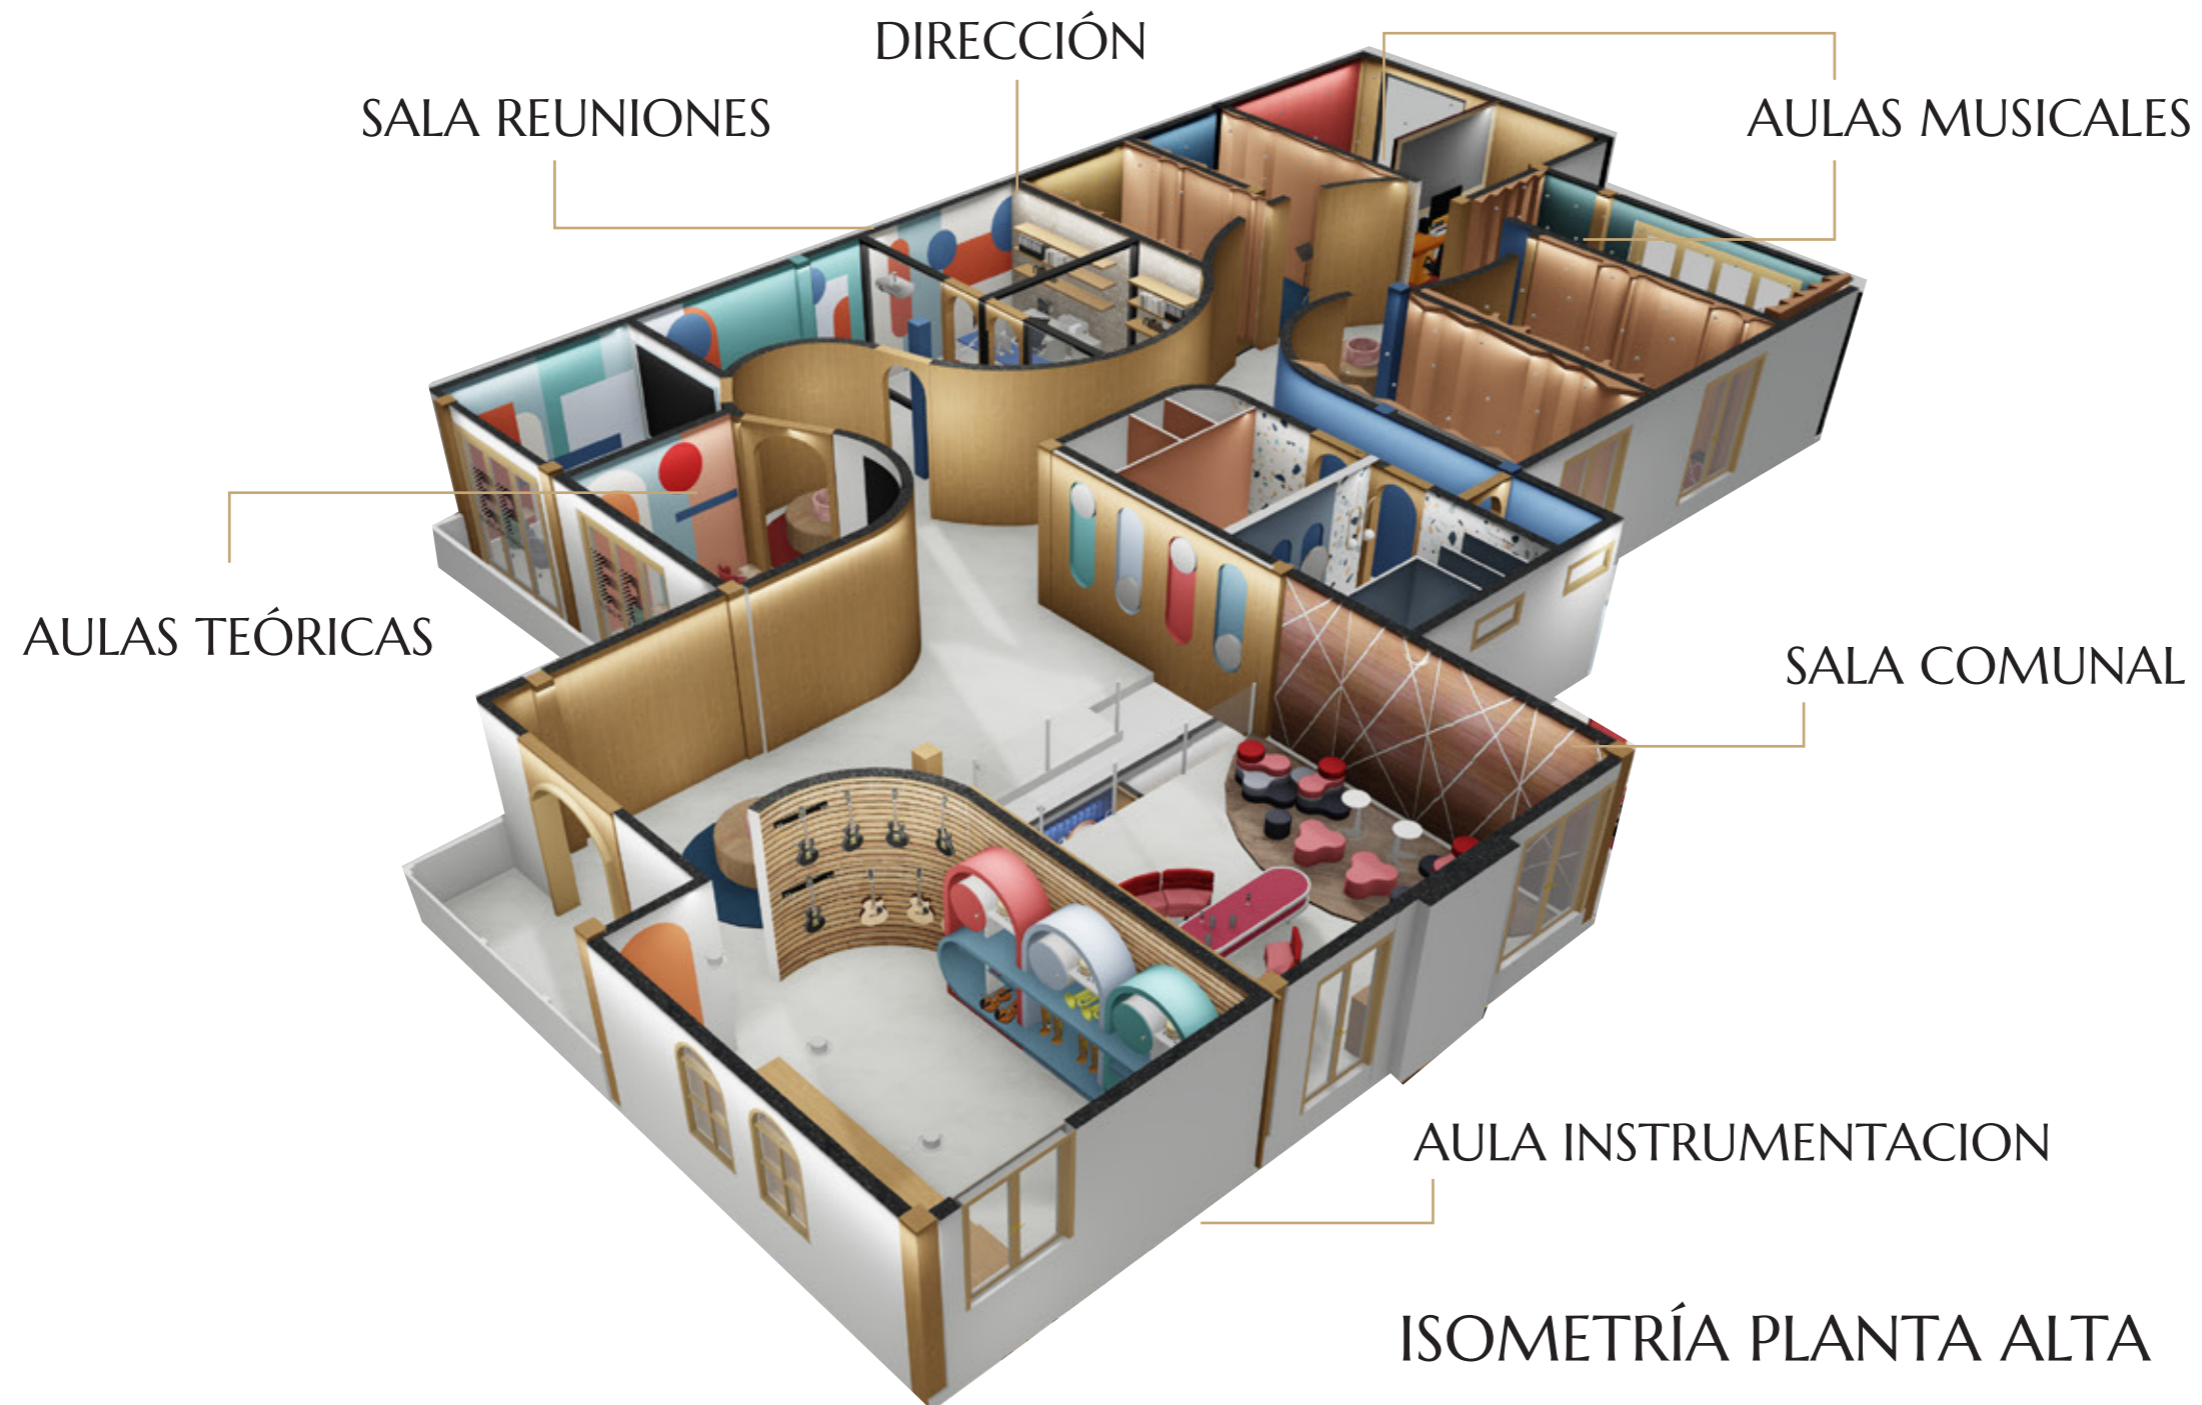 DIRECCIÓN
SALA REUNIONES
AULAS MUSICALES
AULAS TEÓRICAS
SALA COMUNAL
AULA INSTRUMENTACION
ISOMETRÍA PLANTA ALTA